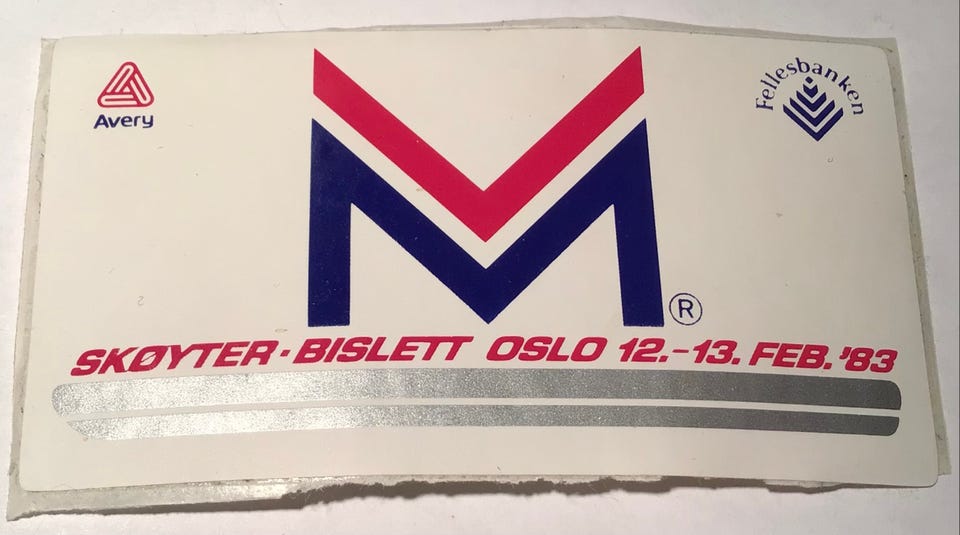 Avery
Fellesbanken
M
®
SKØYTER·BISLETT OSLO 12.-13. FEB. '83